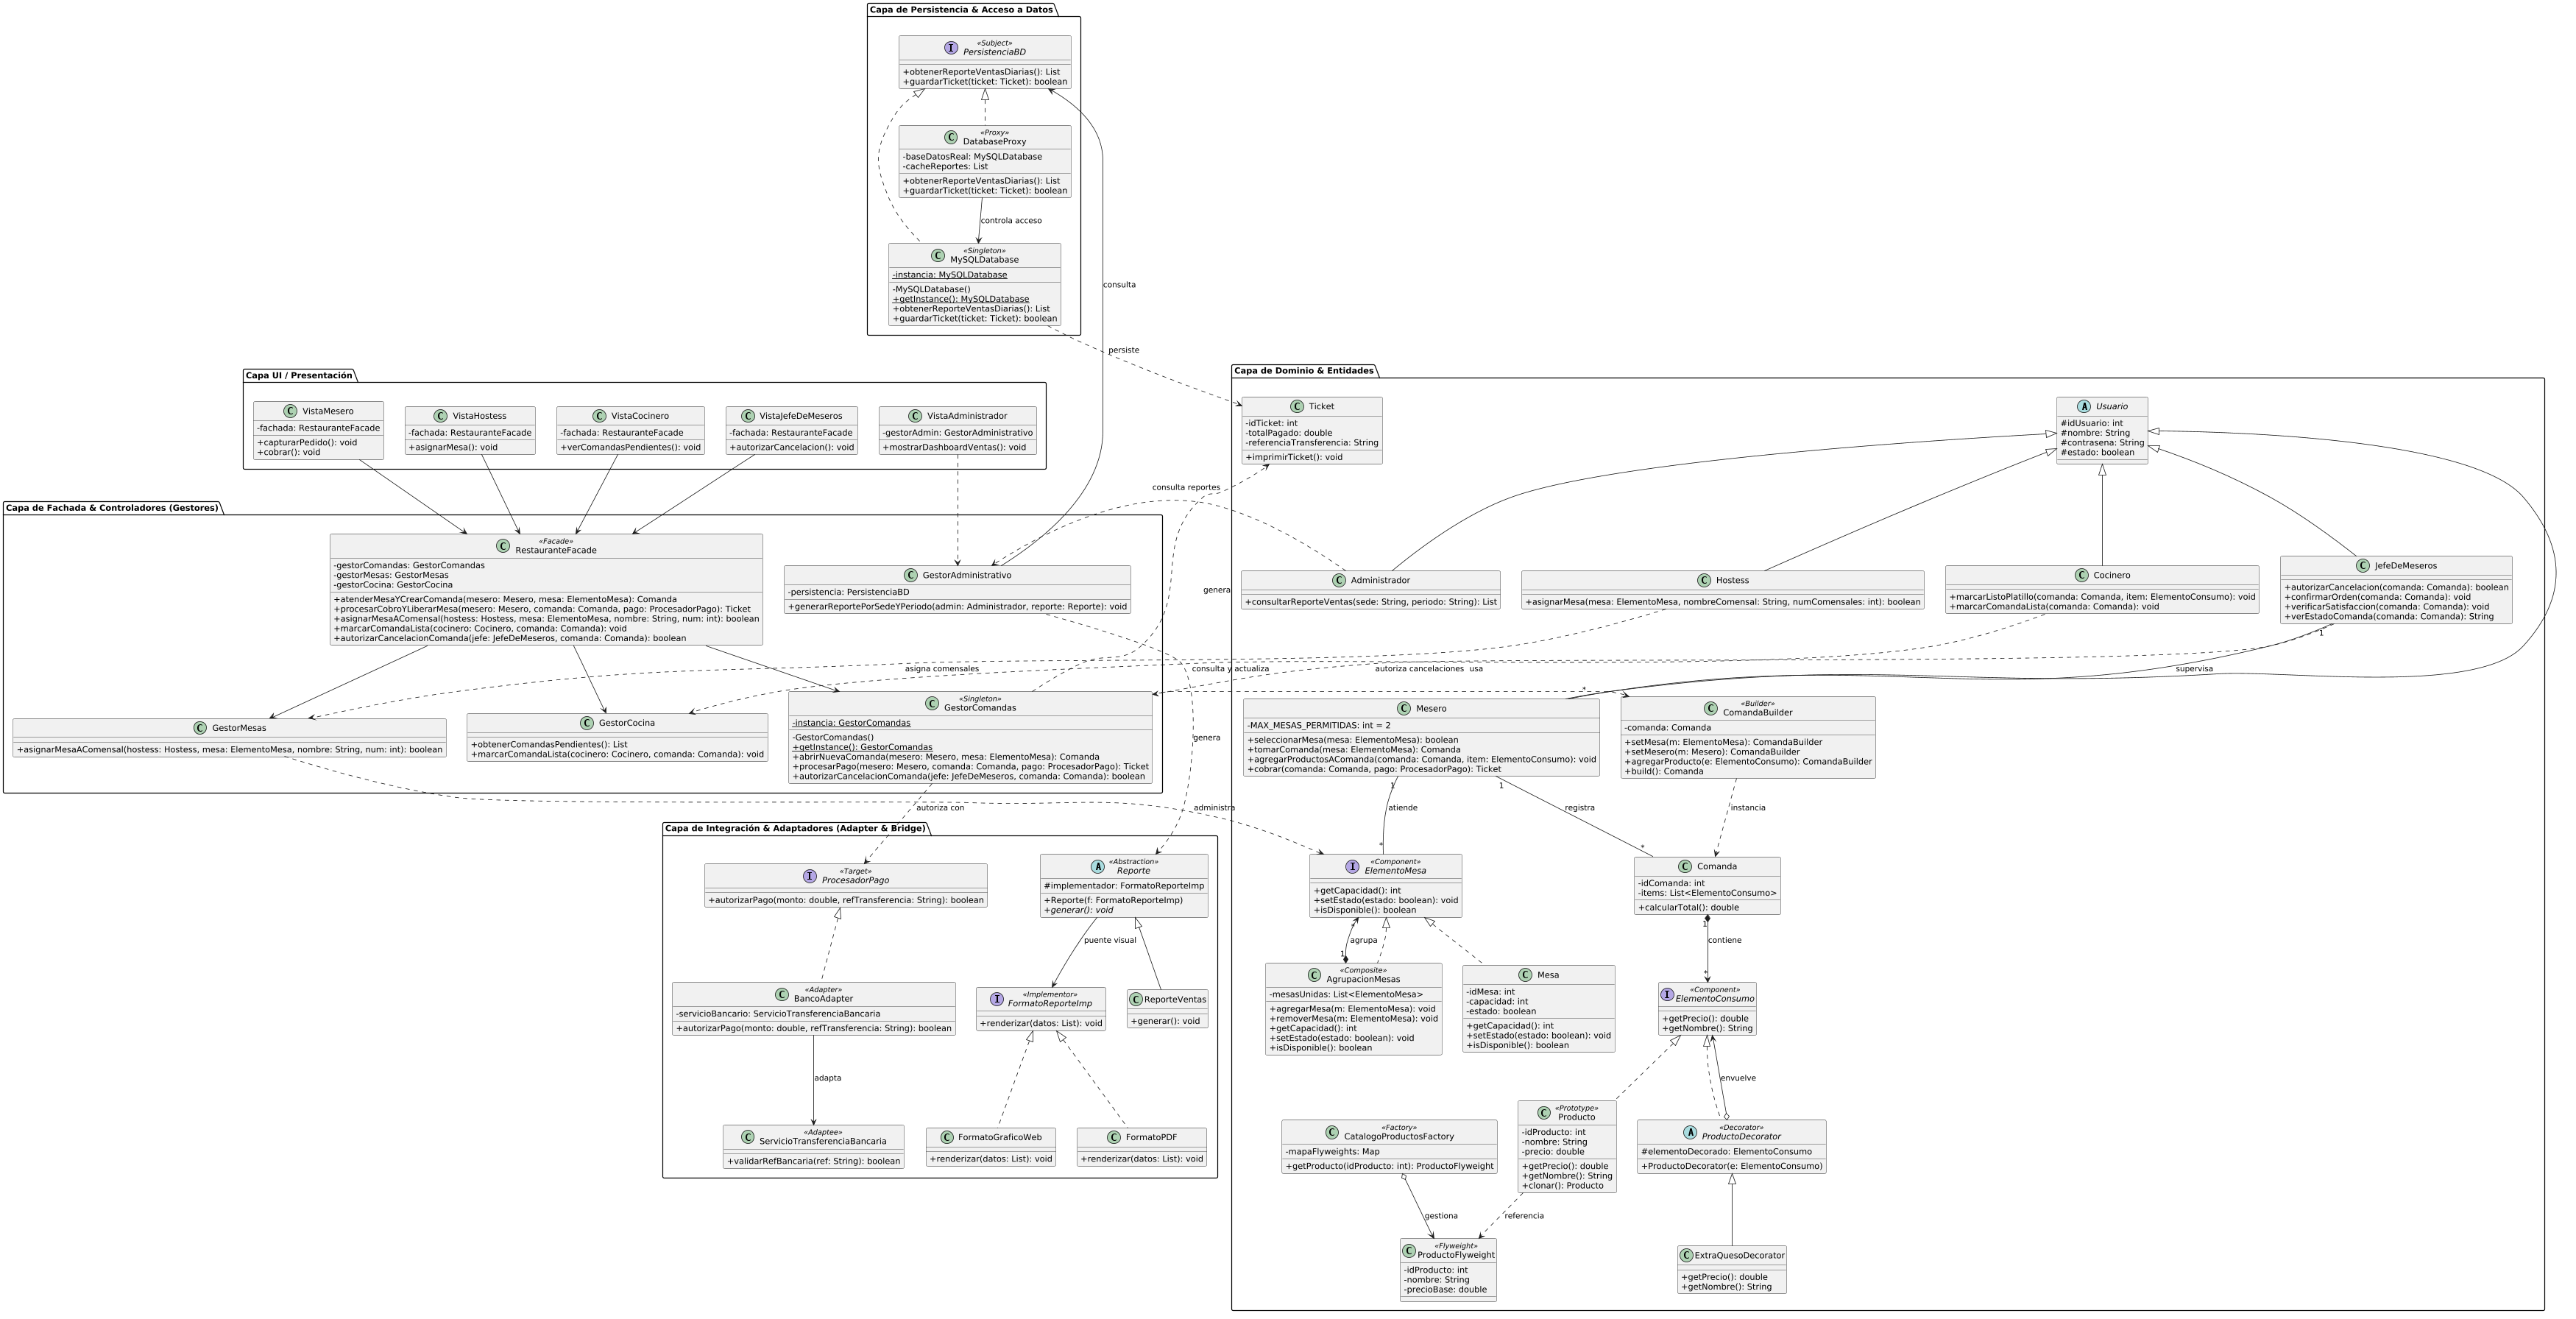 Capa de Persistencia & Acceso a Datos
I
«Subject»
PersistenciaBD
+obtenerReporteVentasDiarias(): List
+guardarTicket(ticket: Ticket): boolean
C
«Proxy»
DatabaseProxy
-baseDatosReal: MySQLDatabase
-cacheReportes: List
+obtenerReporteVentasDiarias(): List
+guardarTicket(ticket: Ticket): boolean
controla acceso
C
«Singleton»
MySQLDatabase
-instancia: MySQLDatabase
-MySQLDatabase()
+getInstance(): MySQLDatabase
+obtenerReporteVentasDiarias(): List
+guardarTicket(ticket: Ticket): boolean
consulta
persiste
Capa UI / Presentación
C VistaMesero
-fachada: RestauranteFacade
+capturarPedido(): void
+cobrar(): void
C VistaHostess
-fachada: RestauranteFacade
+asignarMesa(): void
C VistaCocinero
-fachada: RestauranteFacade
+verComandasPendientes(): void
C VistaJefeDeMeseros
-fachada: RestauranteFacade
+autorizarCancelacion(): void
C VistaAdministrador
-gestorAdmin: GestorAdministrativo
+mostrarDashboardVentas(): void
Capa de Dominio & Entidades
C Ticket
-idTicket: int
-totalPagado: double
-referenciaTransferencia: String
+imprimirTicket(): void
A Usuario
#idUsuario: int
#nombre: String
#contrasena: String
#estado: boolean
consulta reportes
Capa de Fachada & Controladores (Gestores)
C
«Facade»
RestauranteFacade
-gestorComandas: GestorComandas
-gestorMesas: GestorMesas
-gestorCocina: GestorCocina
+atenderMesaYCrearComanda(mesero: Mesero, mesa: ElementoMesa): Comanda
+procesarCobroYLiberarMesa(mesero: Mesero, comanda: Comanda, pago: ProcesadorPago): Ticket
+asignarMesaAComensal(hostess: Hostess, mesa: ElementoMesa, nombre: String, num: int): boolean
+marcarComandaLista(cocinero: Cocinero, comanda: Comanda): void
+autorizarCancelacionComanda(jefe: JefeDeMeseros, comanda: Comanda): boolean
C GestorAdministrativo
-persistencia: PersistenciaBD
+generarReportePorSedeYPeriodo(admin: Administrador, reporte: Reporte): void
genera
C Administrador
+consultarReporteVentas(sede: String, periodo: String): List
C Hostess
+asignarMesa(mesa: ElementoMesa, nombreComensal: String, numComensales: int): boolean
C Cocinero
+marcarListoPlatillo(comanda: Comanda, item: ElementoConsumo): void
+marcarComandaLista(comanda: Comanda): void
C JefeDeMeseros
+autorizarCancelacion(comanda: Comanda): boolean
+confirmarOrden(comanda: Comanda): void
+verificarSatisfaccion(comanda: Comanda): void
+verEstadoComanda(comanda: Comanda): String
1
asigna comensales
consulta y actualiza
autoriza cancelaciones
usa
supervisa
*
C GestorMesas
+asignarMesaAComensal(hostess: Hostess, mesa: ElementoMesa, nombre: String, num: int): boolean
C GestorCocina
+obtenerComandasPendientes(): List
+marcarComandaLista(cocinero: Cocinero, comanda: Comanda): void
C
«Singleton»
GestorComandas
-instancia: GestorComandas
-GestorComandas()
+getInstance(): GestorComandas
+abrirNuevaComanda(mesero: Mesero, mesa: ElementoMesa): Comanda
+procesarPago(mesero: Mesero, comanda: Comanda, pago: ProcesadorPago): Ticket
+autorizarCancelacionComanda(jefe: JefeDeMeseros, comanda: Comanda): boolean
genera
C Mesero
-MAX_MESAS_PERMITIDAS: int = 2
+seleccionarMesa(mesa: ElementoMesa): boolean
+tomarComanda(mesa: ElementoMesa): Comanda
+agregarProductosAComanda(comanda: Comanda, item: ElementoConsumo): void
+cobrar(comanda: Comanda, pago: ProcesadorPago): Ticket
C
«Builder»
ComandaBuilder
-comanda: Comanda
+setMesa(m: ElementoMesa): ComandaBuilder
+setMesero(m: Mesero): ComandaBuilder
+agregarProducto(e: ElementoConsumo): ComandaBuilder
+build(): Comanda
1
1
autoriza con
administra
atiende
registra
instancia
*
*
Capa de Integración & Adaptadores (Adapter & Bridge)
I
«Target»
ProcesadorPago
+autorizarPago(monto: double, refTransferencia: String): boolean
A
«Abstraction»
Reporte
#implementador: FormatoReporteImp
+Reporte(f: FormatoReporteImp)
+generar(): void
I
«Component»
ElementoMesa
+getCapacidad(): int
+setEstado(estado: boolean): void
+isDisponible(): boolean
C Comanda
-idComanda: int
-items: List<ElementoConsumo>
+calcularTotal(): double
1
*
puente visual
agrupa
contiene
1
*
C
«Adapter»
BancoAdapter
-servicioBancario: ServicioTransferenciaBancaria
+autorizarPago(monto: double, refTransferencia: String): boolean
I
«Implementor»
FormatoReporteImp
+renderizar(datos: List): void
C ReporteVentas
+generar(): void
C
«Composite»
AgrupacionMesas
-mesasUnidas: List<ElementoMesa>
+agregarMesa(m: ElementoMesa): void
+removerMesa(m: ElementoMesa): void
+getCapacidad(): int
+setEstado(estado: boolean): void
+isDisponible(): boolean
C Mesa
-idMesa: int
-capacidad: int
-estado: boolean
+getCapacidad(): int
+setEstado(estado: boolean): void
+isDisponible(): boolean
I
«Component»
ElementoConsumo
+getPrecio(): double
+getNombre(): String
adapta
envuelve
C
«Adaptee»
ServicioTransferenciaBancaria
+validarRefBancaria(ref: String): boolean
C FormatoGraficoWeb
+renderizar(datos: List): void
C FormatoPDF
+renderizar(datos: List): void
C
«Factory»
CatalogoProductosFactory
-mapaFlyweights: Map
+getProducto(idProducto: int): ProductoFlyweight
C
«Prototype»
Producto
-idProducto: int
-nombre: String
-precio: double
+getPrecio(): double
+getNombre(): String
+clonar(): Producto
A
«Decorator»
ProductoDecorator
#elementoDecorado: ElementoConsumo
+ProductoDecorator(e: ElementoConsumo)
gestiona
referencia
C
«Flyweight»
ProductoFlyweight
-idProducto: int
-nombre: String
-precioBase: double
C ExtraQuesoDecorator
+getPrecio(): double
+getNombre(): String